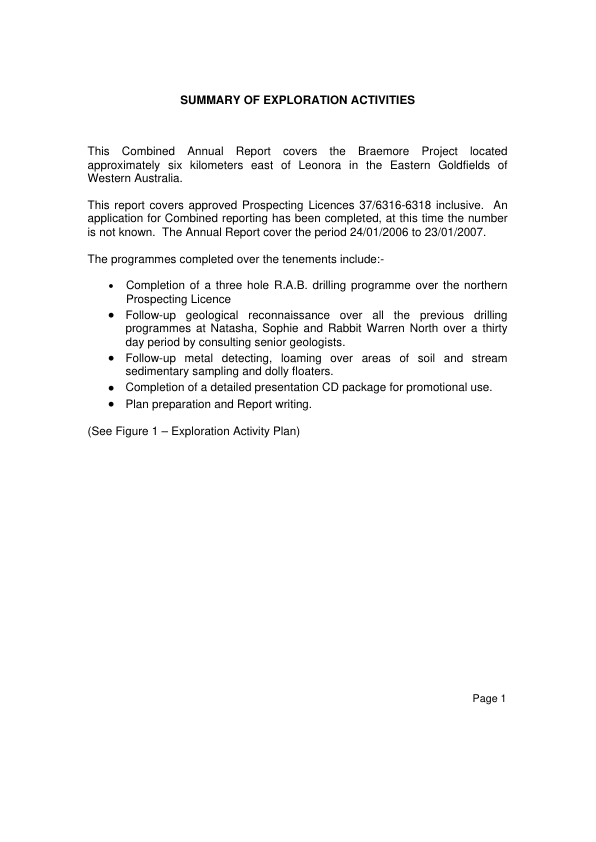 SUMMARY OF EXPLORATION ACTIVITIES
This Combined Annual Report covers the Braemore Project located
approximately six kilometers east of Leonora in the Eastern Goldfields of
Western Australia.
This report covers approved Prospecting Licences 37/6316-6318 inclusive. An
application for Combined reporting has been completed, at this time the number
is not known. The Annual Report cover the period 24/01/2006 to 23/01/2007.
The programmes completed over the tenements include:-
• Completion of a three hole R.A.B. drilling programme over the northern
Prospecting Licence
• Follow-up geological reconnaissance over all the previous drilling
programmes at Natasha, Sophie and Rabbit Warren North over a thirty
day period by consulting senior geologists.
• Follow-up metal detecting, loaming over areas of soil and stream
sedimentary sampling and dolly floaters.
• Completion of a detailed presentation CD package for promotional use.
• Plan preparation and Report writing.
(See Figure 1 – Exploration Activity Plan)
Page 1